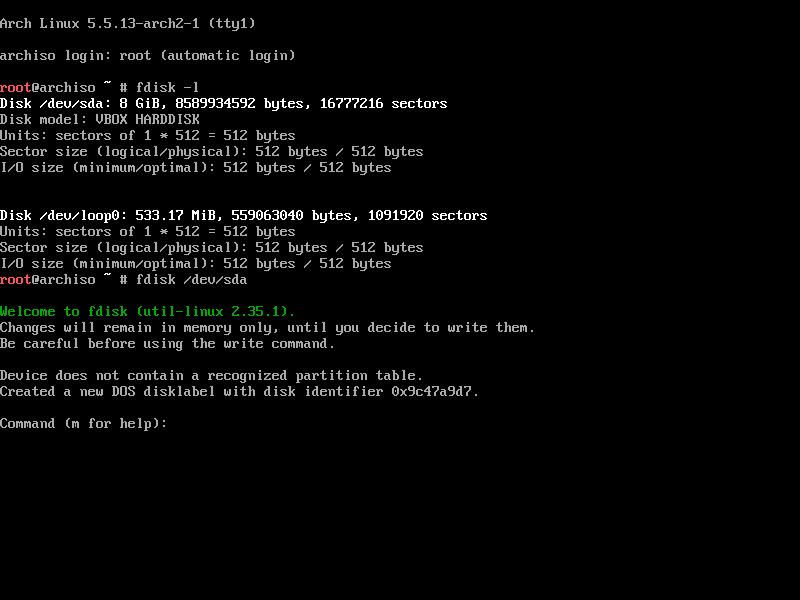 Arch Linux 5.5.13-arch2-1 (tty1)
archiso login: root (automatic login)
root@archiso ~ # fdisk -l
Disk /dev/sda: 8 GiB, 8589934592 bytes, 16777216 sectors
Disk model: VBOX HARDDISK
Units: sectors of 1 * 512 = 512 bytes
Sector size (logical/physical): 512 bytes / 512 bytes
I/O size (minimum/optimal): 512 bytes / 512 bytes
Disk /dev/loop0: 533.17 MiB, 559063040 bytes, 1091920 sectors
Units: sectors of 1 * 512 = 512 bytes
Sector size (logical/physical): 512 bytes / 512 bytes
I/O size (minimum/optimal): 512 bytes / 512 bytes
root@archiso ~ # fdisk /dev/sda
Welcome to fdisk (util-linux 2.35.1).
Changes will remain in memory only, until you decide to write them.
Be careful before using the write command.
Device does not contain a recognized partition table.
Created a new DOS disklabel with disk identifier 0x9c47a9d7.
Command (m for help):